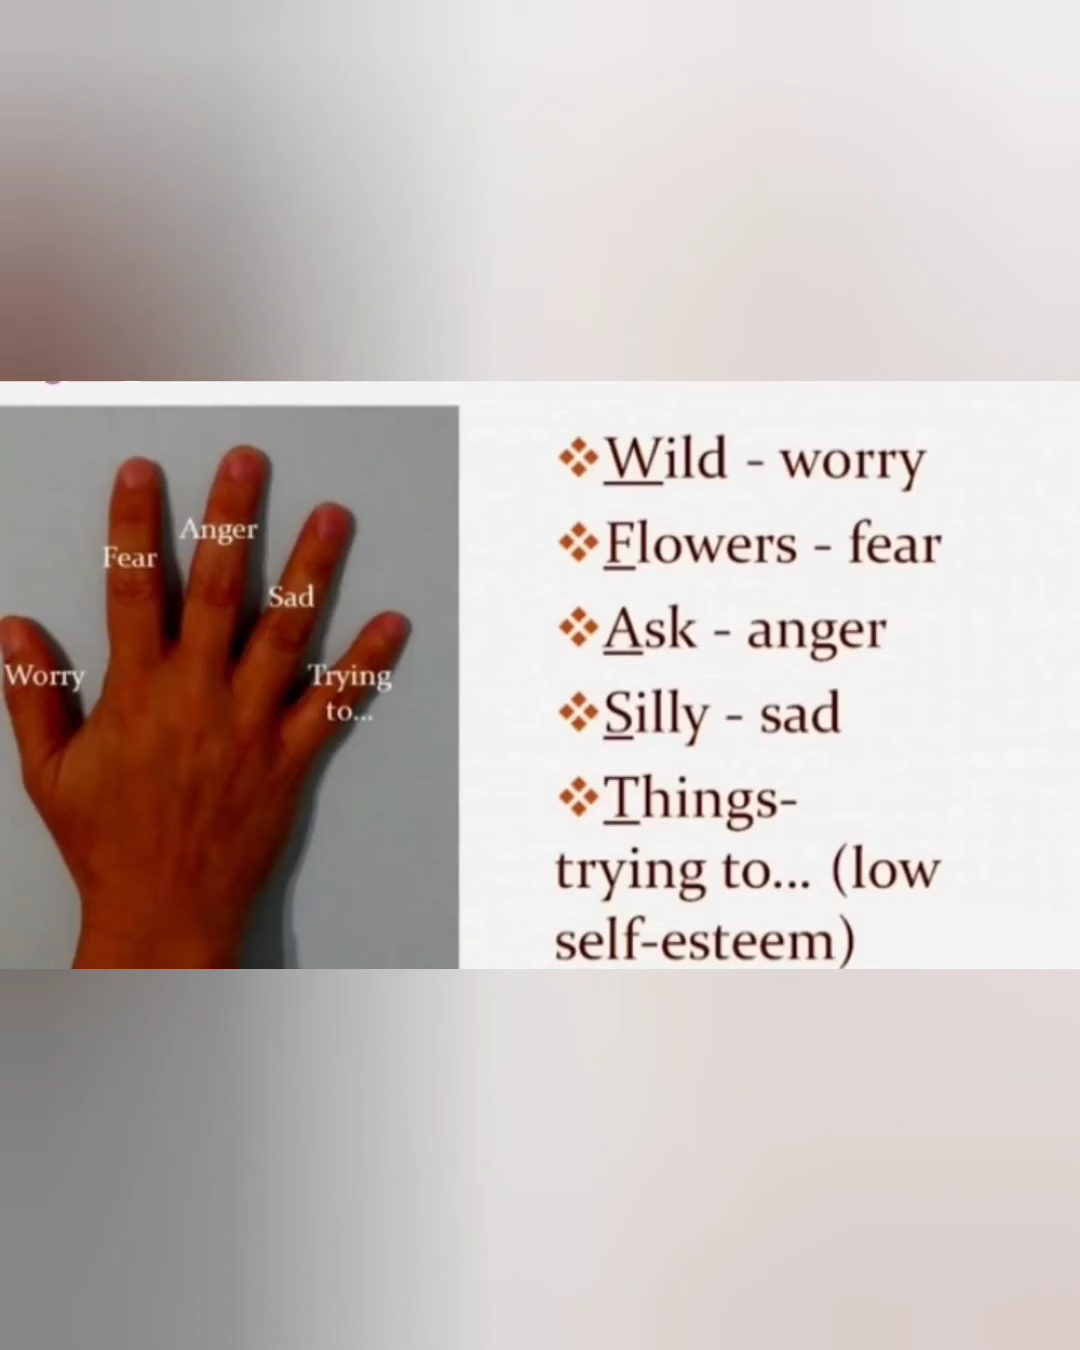 Fear
Anger
Sad
Worry
Trying
to...
Wild - worry
Flowers - fear
Ask - anger
Silly - sad
Things-
trying to... (low
self-esteem)